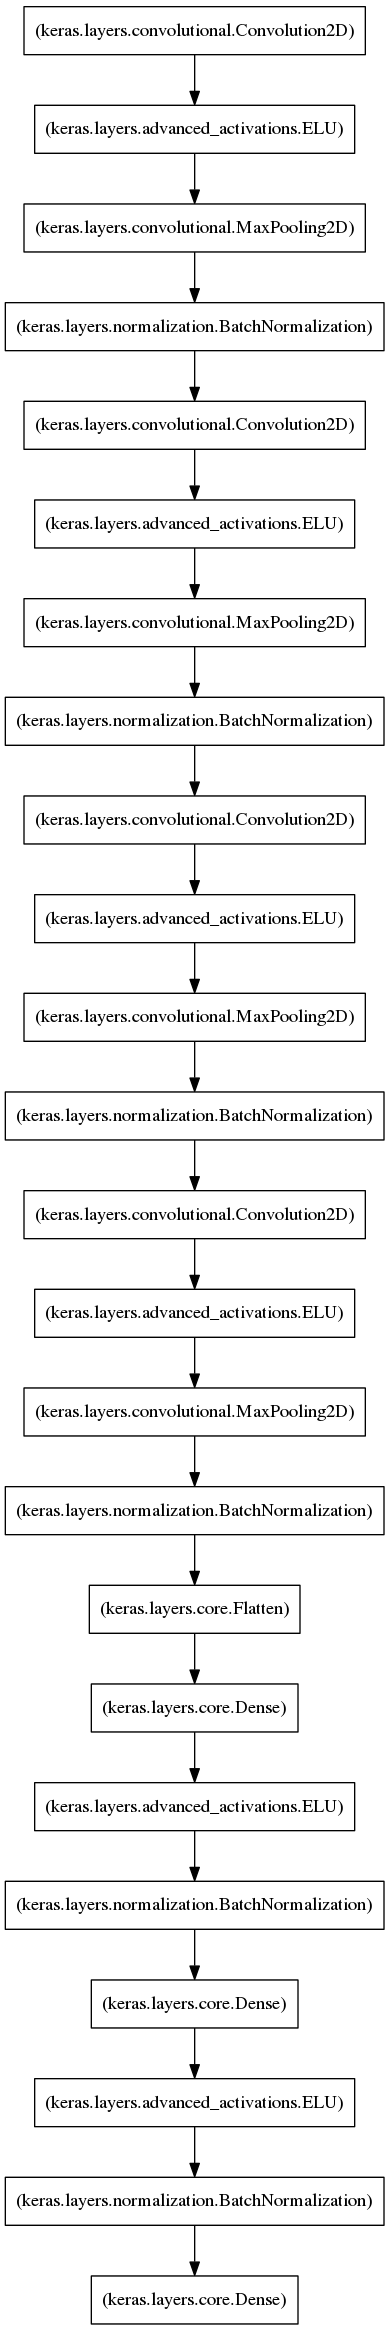 (keras.layers.convolutional.Convolution2D)
(keras.layers.advanced_activations.ELU)
(keras.layers.convolutional.MaxPooling2D)
(keras.layers.normalization.BatchNormalization)
(keras.layers.convolutional.Convolution2D)
(keras.layers.advanced_activations.ELU)
(keras.layers.convolutional.MaxPooling2D)
(keras.layers.normalization.BatchNormalization)
(keras.layers.convolutional.Convolution2D)
(keras.layers.advanced_activations.ELU)
(keras.layers.convolutional.MaxPooling2D)
(keras.layers.normalization.BatchNormalization)
(keras.layers.convolutional.Convolution2D)
(keras.layers.advanced_activations.ELU)
(keras.layers.convolutional.MaxPooling2D)
(keras.layers.normalization.BatchNormalization)
(keras.layers.core.Flatten)
(keras.layers.core.Dense)
(keras.layers.advanced_activations.ELU)
(keras.layers.normalization.BatchNormalization)
(keras.layers.core.Dense)
(keras.layers.advanced_activations.ELU)
(keras.layers.normalization.BatchNormalization)
(keras.layers.core.Dense)